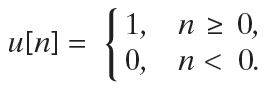 u[n] = { 1, n ≥ 0,
0, n < 0.